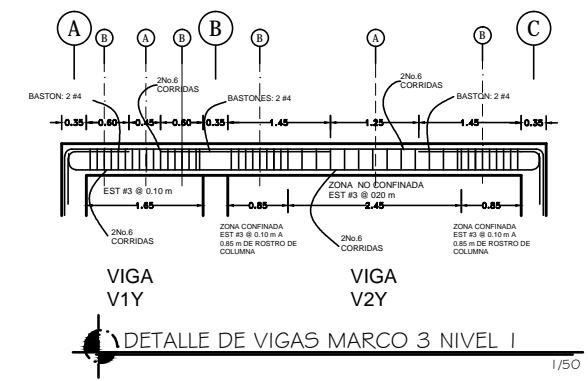 A B A B B B A B C
2No.6
CORRIDAS
2No.6
CORRIDAS
BASTON: 2 #4
BASTONES: 2 #4
BASTON: 2 #4
0.35 0.60 0.45 0.60 0.35 1.45 1.25 1.45 0.35
EST #3 @ 0.10 m
ZONA NO CONFINADA
EST #3 @ 020 m
1.65 0.85 2.45 0.85
2No.6
CORRIDAS
ZONA CONFINADA
EST #3 @ 0.10 m A
0.85 m DE ROSTRO DE
COLUMNA
2No.6
CORRIDAS
ZONA CONFINADA
EST #3 @ 0.10 m A
0.85 m DE ROSTRO DE
COLUMNA
VIGA
V1Y
VIGA
V2Y
DETALLE DE VIGAS MARCO 3 NIVEL 1
1/50